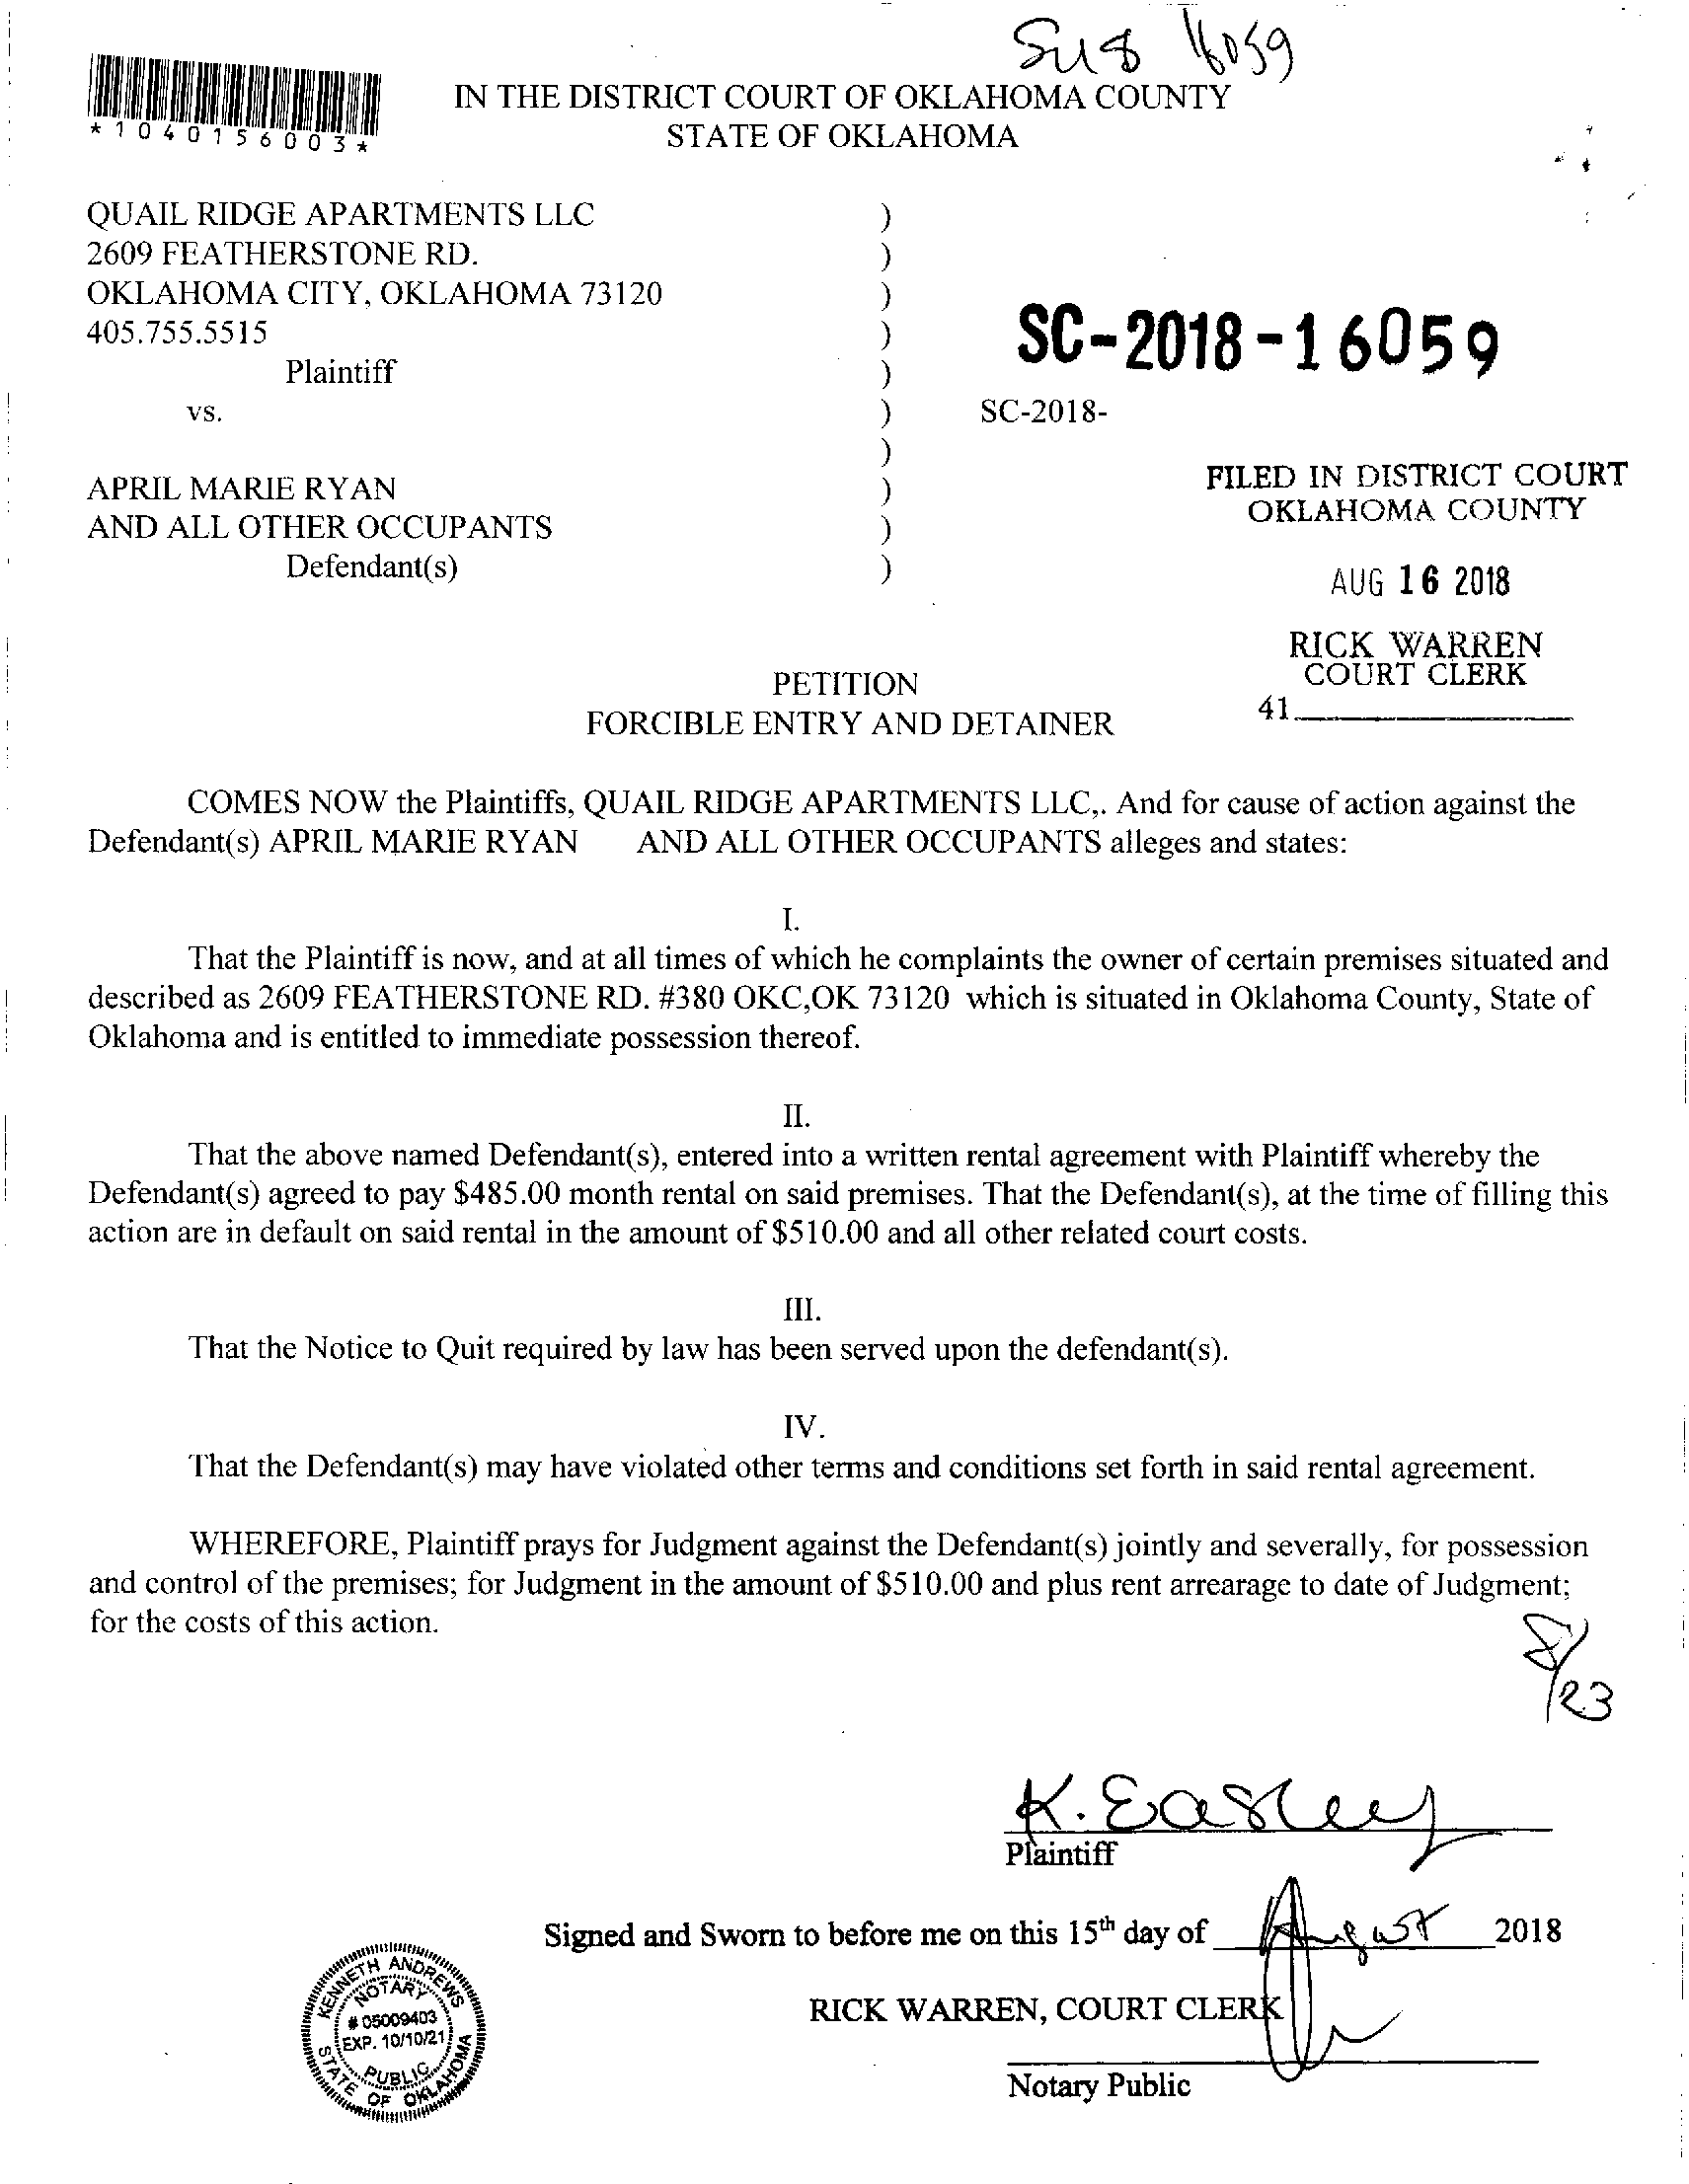 16059
IN THE DISTRICT COURT OF OKLAHOMA COUNTY
STATE OF OKLAHOMA
*1040156003*
QUAIL RIDGE APARTMENTS LLC )
2609 FEATHERSTONE RD. )
OKLAHOMA CITY, OKLAHOMA 73120 )
405.755.5515 )
Plaintiff )
SC-2018-16059
vs. ) SC-2018-
)
APRIL MARIE RYAN )
AND ALL OTHER OCCUPANTS )
Defendant(s) )
FILED IN DISTRICT COURT
OKLAHOMA COUNTY
AUG 16 2018
RICK WARREN
COURT CLERK
41
PETITION
FORCIBLE ENTRY AND DETAINER
COMES NOW the Plaintiffs, QUAIL RIDGE APARTMENTS LLC,. And for cause of action against the
Defendant(s) APRIL MARIE RYAN AND ALL OTHER OCCUPANTS alleges and states:
I.
That the Plaintiff is now, and at all times of which he complaints the owner of certain premises situated and
described as 2609 FEATHERSTONE RD. #380 OKC,OK 73120 which is situated in Oklahoma County, State of
Oklahoma and is entitled to immediate possession thereof.
II.
That the above named Defendant(s), entered into a written rental agreement with Plaintiff whereby the
Defendant(s) agreed to pay $485.00 month rental on said premises. That the Defendant(s), at the time of filling this
action are in default on said rental in the amount of $510.00 and all other related court costs.
III.
That the Notice to Quit required by law has been served upon the defendant(s).
IV.
That the Defendant(s) may have violated other terms and conditions set forth in said rental agreement.
WHEREFORE, Plaintiff prays for Judgment against the Defendant(s) jointly and severally, for possession
and control of the premises; for Judgment in the amount of $510.00 and plus rent arrearage to date of Judgment;
for the costs of this action.
8/23
K. Easley
Plaintiff
Signed and Sworn to before me on this 15th day of August 2018
RICK WARREN, COURT CLERK
Notary Public
KENNETH ANDREWS
NOTARY
# 05009403
EXP. 10/10/21
PUBLIC
STATE OF OKLAHOMA